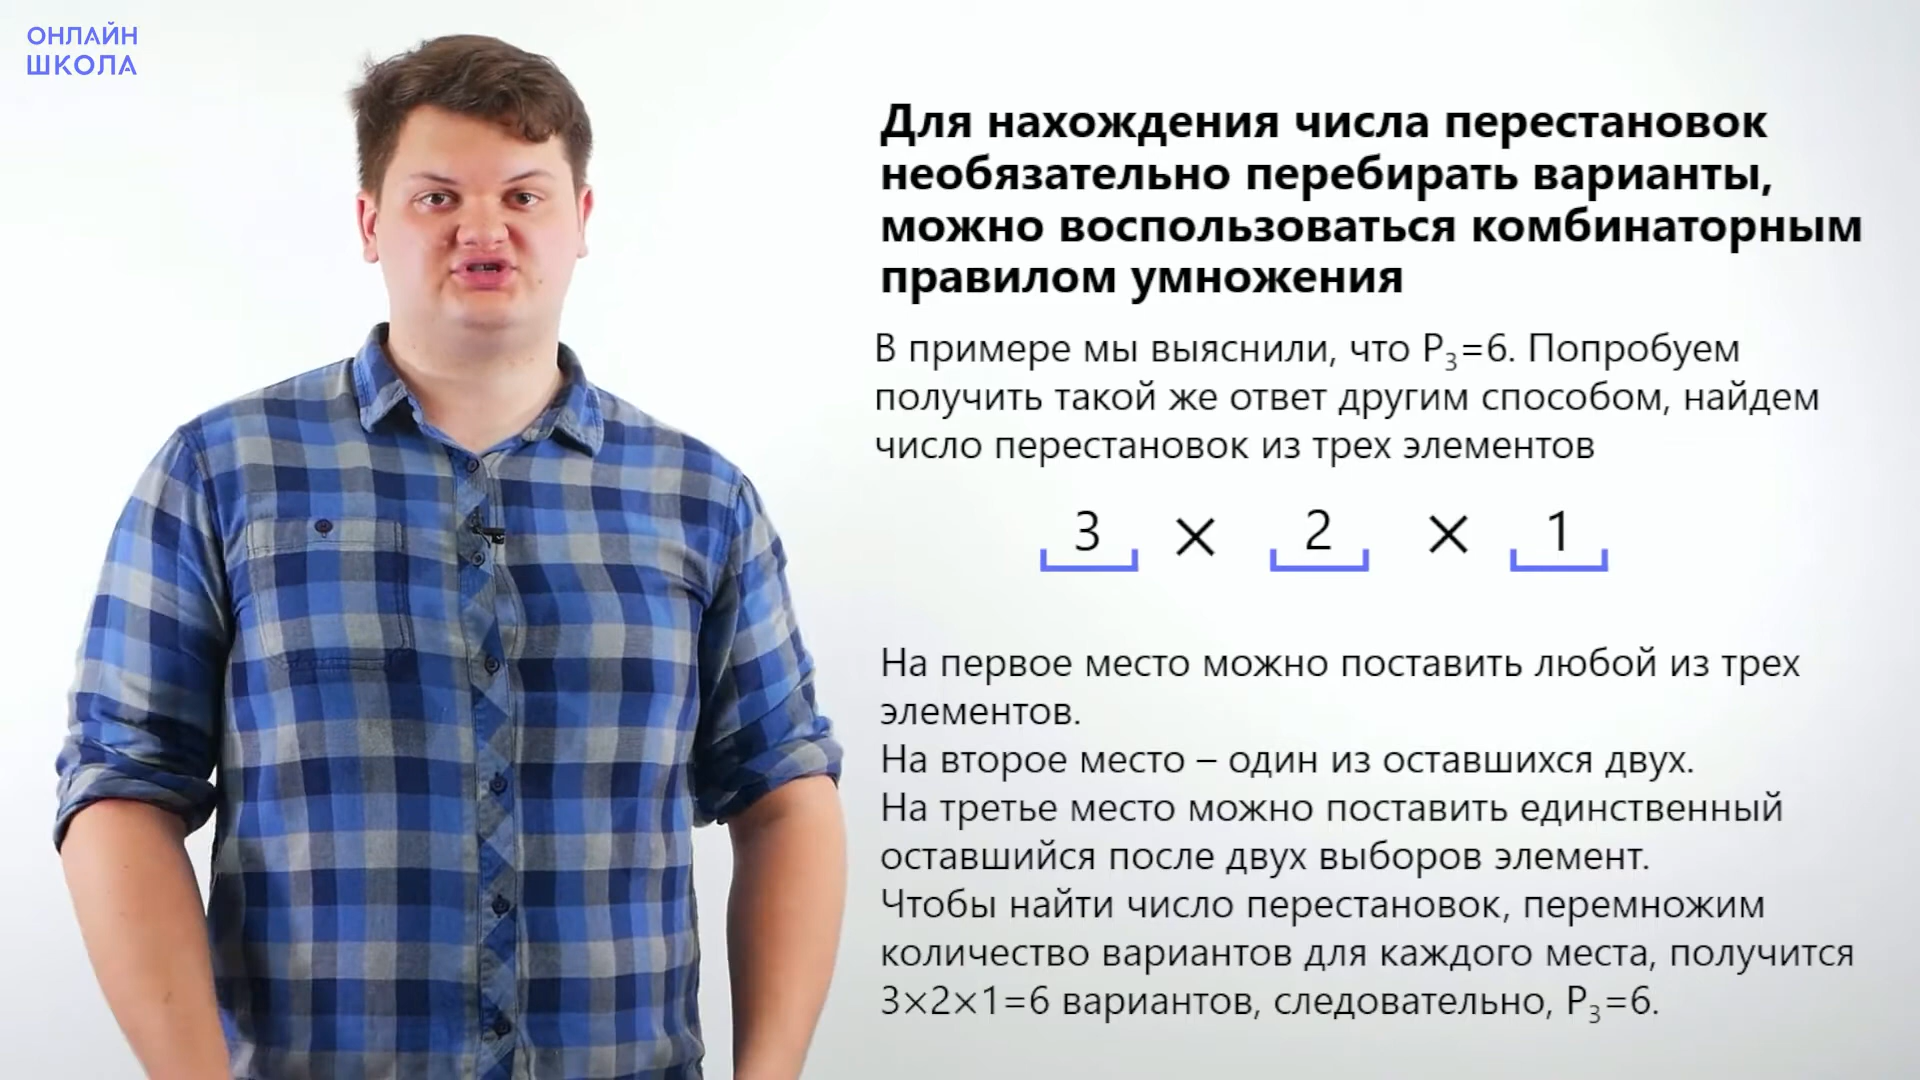 ОНЛАЙН
ШКОЛА
Для нахождения числа перестановок
необязательно перебирать варианты,
можно воспользоваться комбинаторным
правилом умножения
В примере мы выяснили, что P₃=6. Попробуем
получить такой же ответ другим способом, найдем
число перестановок из трех элементов
3 × 2 × 1
На первое место можно поставить любой из трех
элементов.
На второе место – один из оставшихся двух.
На третье место можно поставить единственный
оставшийся после двух выборов элемент.
Чтобы найти число перестановок, перемножим
количество вариантов для каждого места, получится
3×2×1=6 вариантов, следовательно, P₃=6.